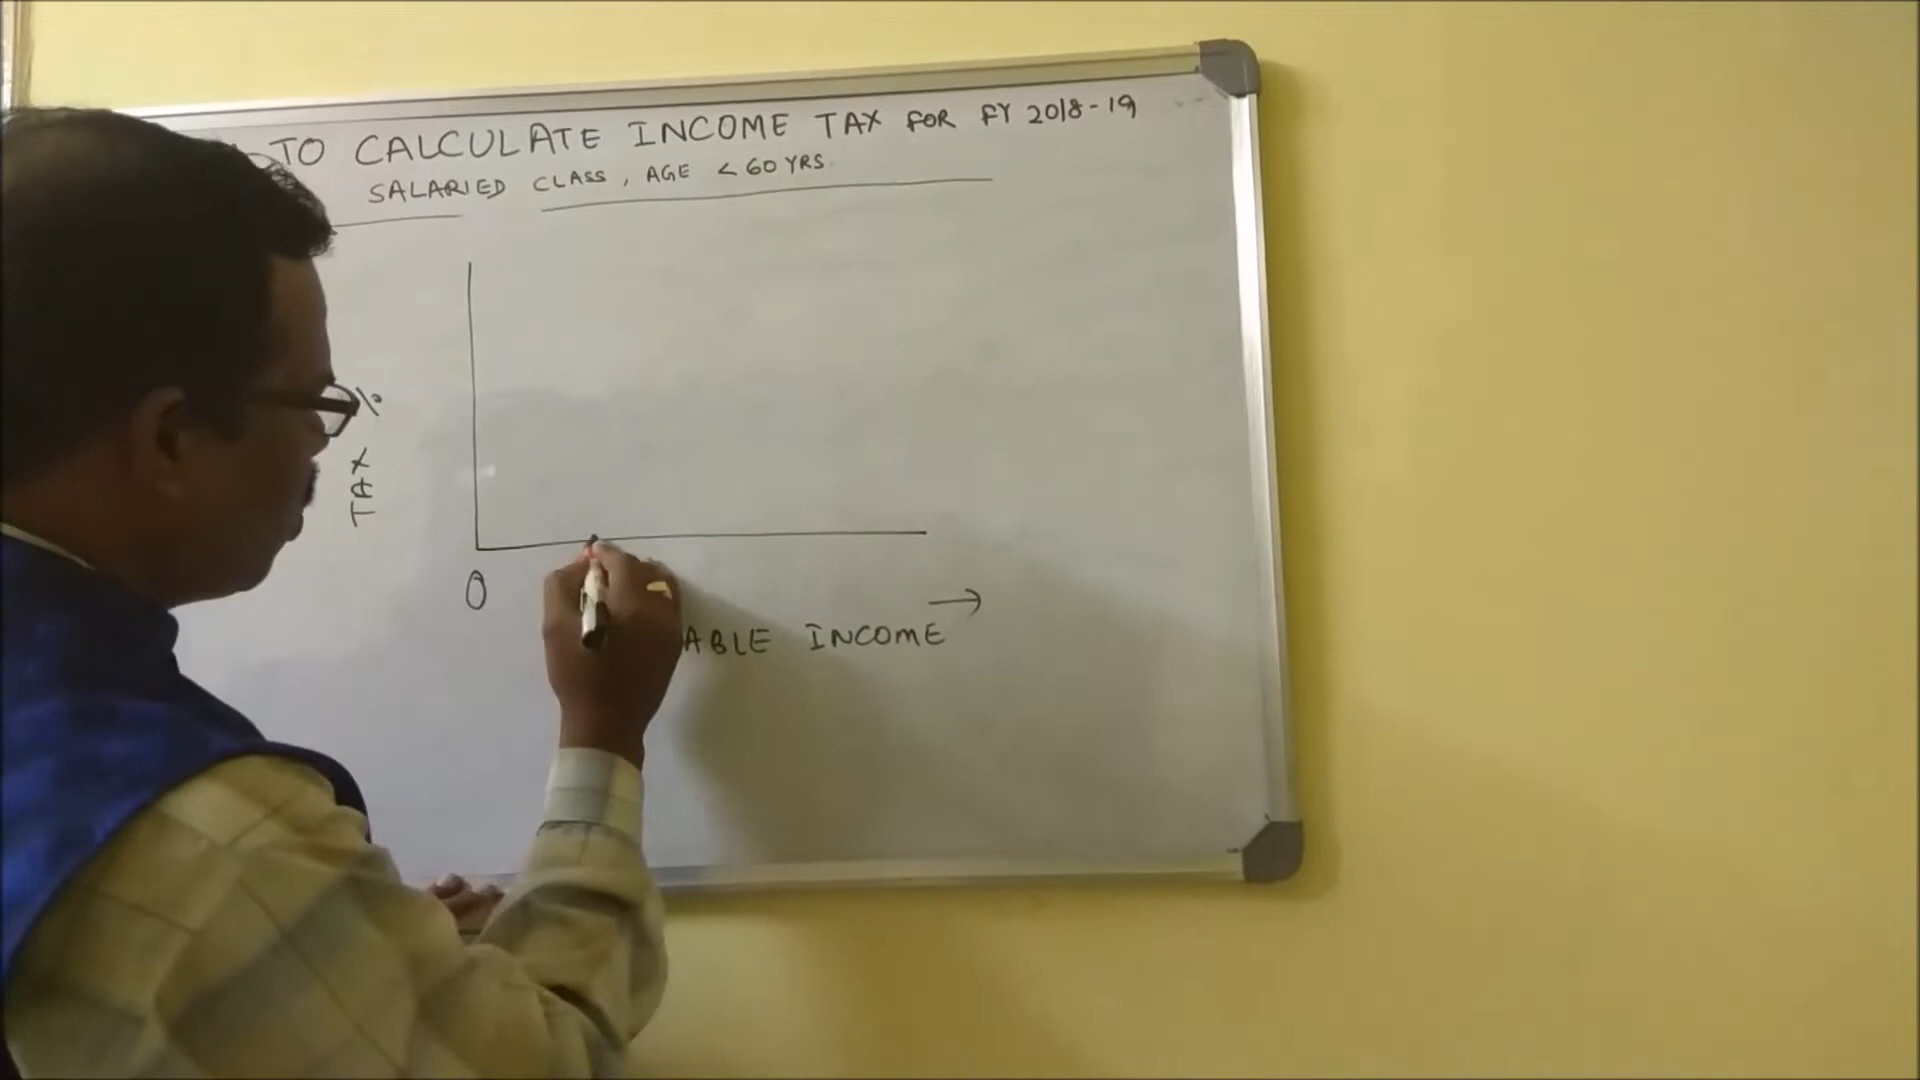 TO CALCULATE INCOME TAX FOR FY 2018-19
SALARIED CLASS, AGE < 60 YRS.
TAX %
0
ABLE INCOME →